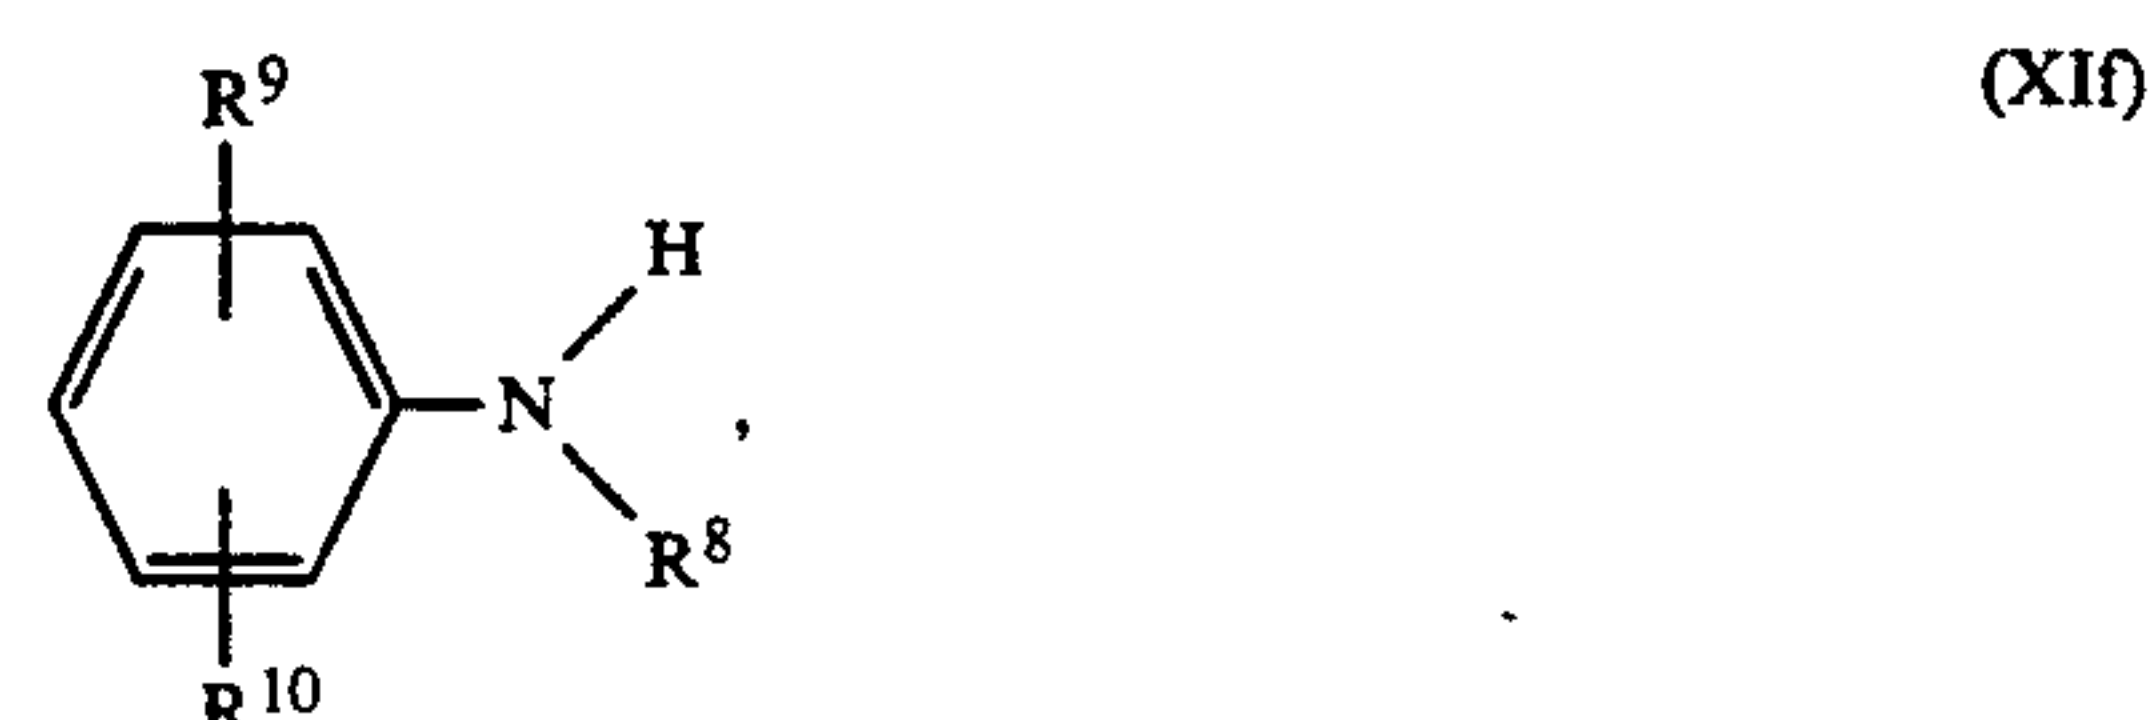 R⁹ (XIf)
H
N ,
R⁸
R¹⁰